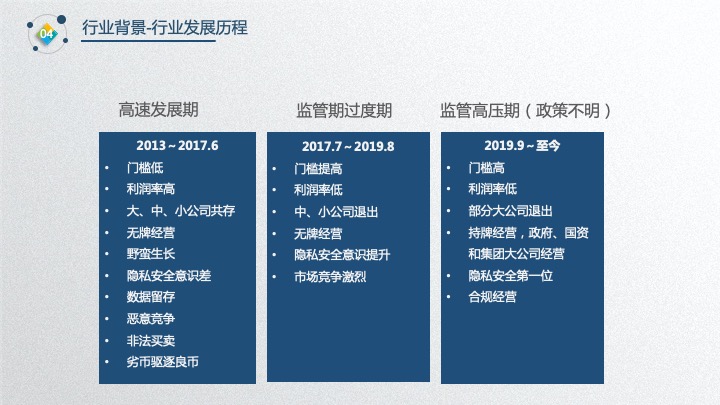 04
行业背景-行业发展历程
高速发展期
2013～2017.6
• 门槛低
• 利润率高
• 大、中、小公司共存
• 无牌经营
• 野蛮生长
• 隐私安全意识差
• 数据留存
• 恶意竞争
• 非法买卖
• 劣币驱逐良币
监管期过度期
2017.7～2019.8
• 门槛提高
• 利润率低
• 中、小公司退出
• 无牌经营
• 隐私安全意识提升
• 市场竞争激烈
监管高压期（政策不明）
2019.9～至今
• 门槛高
• 利润率低
• 部分大公司退出
• 持牌经营，政府、国资
和集团大公司经营
• 隐私安全第一位
• 合规经营